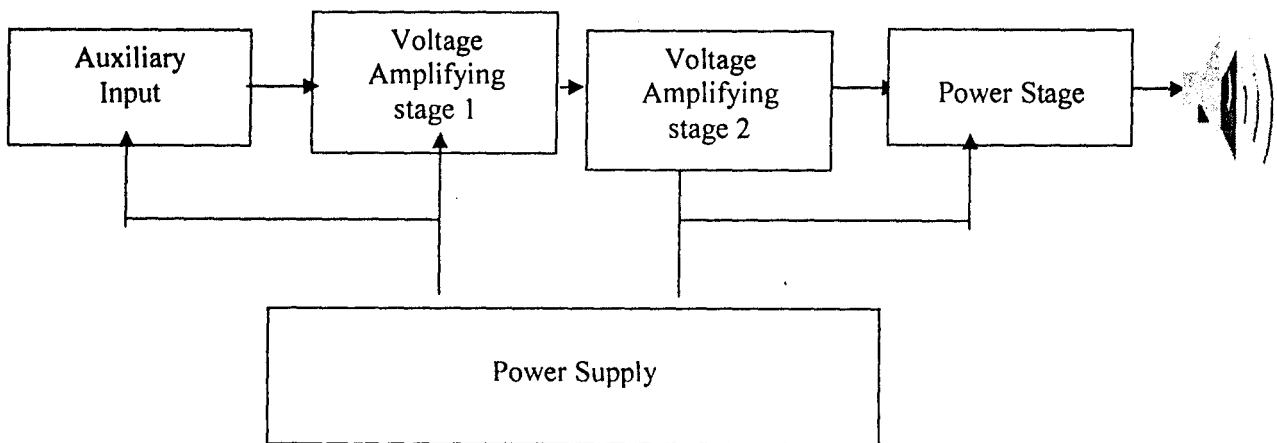 Auxiliary
Input
Voltage
Amplifying
stage 1
Voltage
Amplifying
stage 2
Power Stage
Power Supply